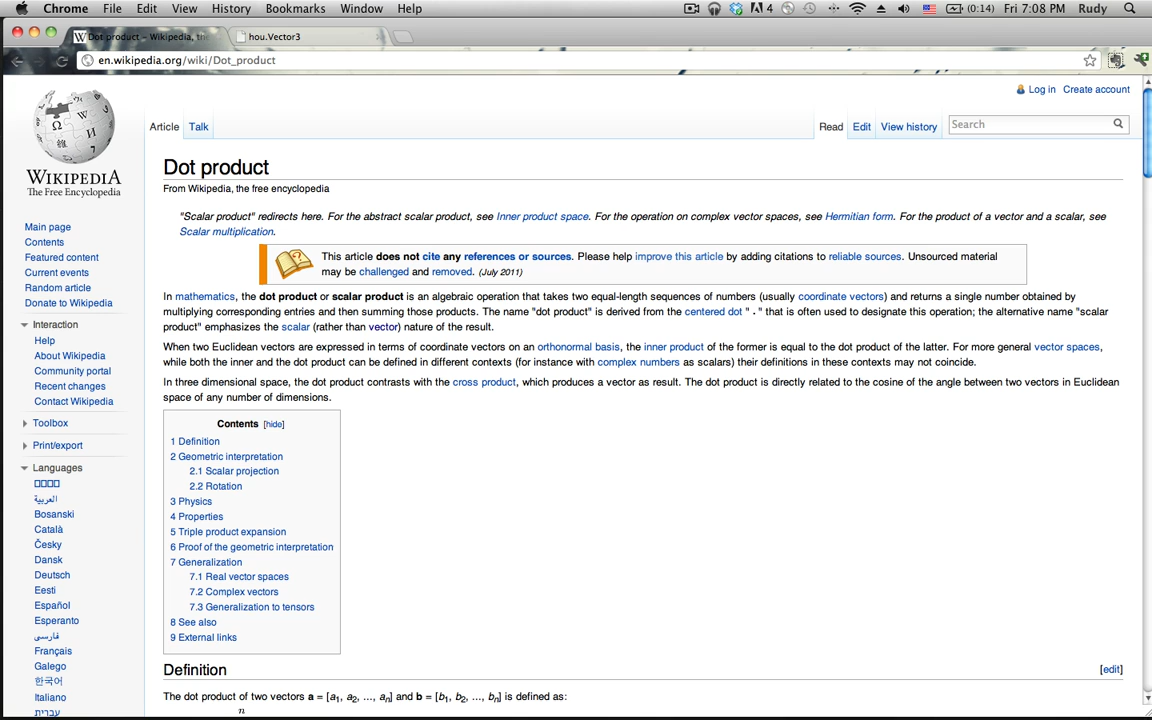 Chrome File Edit View History Bookmarks Window Help 4 (0:14) Fri 7:08 PM Rudy
Dot product – Wikipedia, the hou.Vector3
en.wikipedia.org/wiki/Dot_product
Log in Create account
Article Talk Read Edit View history Search
WIKIPEDIA
The Free Encyclopedia
Main page
Contents
Featured content
Current events
Random article
Donate to Wikipedia
Interaction
Help
About Wikipedia
Community portal
Recent changes
Contact Wikipedia
Toolbox
Print/export
Languages
العربية
Bosanski
Català
Česky
Dansk
Deutsch
Eesti
Español
Esperanto
فارسی
Français
Galego
한국어
Italiano
עברית
Dot product
From Wikipedia, the free encyclopedia
"Scalar product" redirects here. For the abstract scalar product, see Inner product space. For the operation on complex vector spaces, see Hermitian form. For the product of a vector and a scalar, see
Scalar multiplication.
This article does not cite any references or sources. Please help improve this article by adding citations to reliable sources. Unsourced material
may be challenged and removed. (July 2011)
In mathematics, the dot product or scalar product is an algebraic operation that takes two equal-length sequences of numbers (usually coordinate vectors) and returns a single number obtained by
multiplying corresponding entries and then summing those products. The name "dot product" is derived from the centered dot " · " that is often used to designate this operation; the alternative name "scalar
product" emphasizes the scalar (rather than vector) nature of the result.
When two Euclidean vectors are expressed in terms of coordinate vectors on an orthonormal basis, the inner product of the former is equal to the dot product of the latter. For more general vector spaces,
while both the inner and the dot product can be defined in different contexts (for instance with complex numbers as scalars) their definitions in these contexts may not coincide.
In three dimensional space, the dot product contrasts with the cross product, which produces a vector as result. The dot product is directly related to the cosine of the angle between two vectors in Euclidean
space of any number of dimensions.
Contents [hide]
1 Definition
2 Geometric interpretation
2.1 Scalar projection
2.2 Rotation
3 Physics
4 Properties
5 Triple product expansion
6 Proof of the geometric interpretation
7 Generalization
7.1 Real vector spaces
7.2 Complex vectors
7.3 Generalization to tensors
8 See also
9 External links
Definition [edit]
The dot product of two vectors a = [a1, a2, ..., an] and b = [b1, b2, ..., bn] is defined as:
n